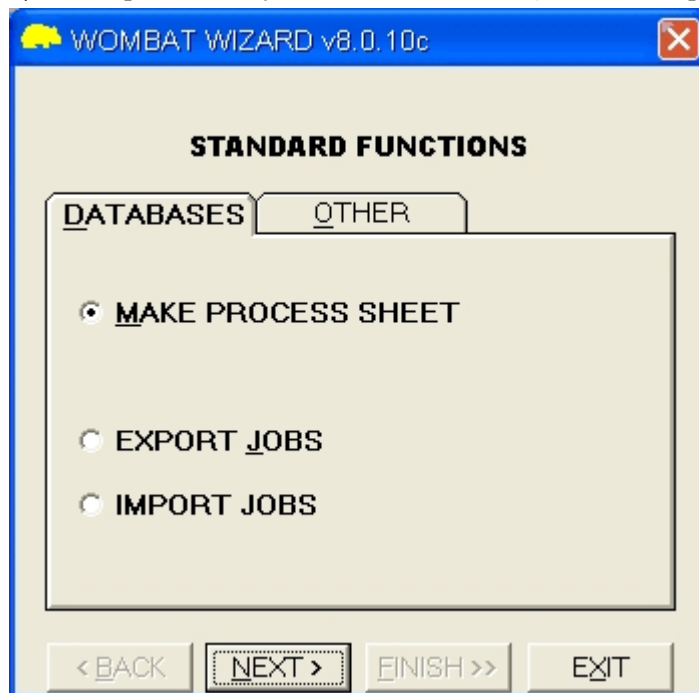 WOMBAT WIZARD v8.0.10c
STANDARD FUNCTIONS
DATABASES OTHER
MAKE PROCESS SHEET
EXPORT JOBS
IMPORT JOBS
< BACK NEXT > FINISH >> EXIT